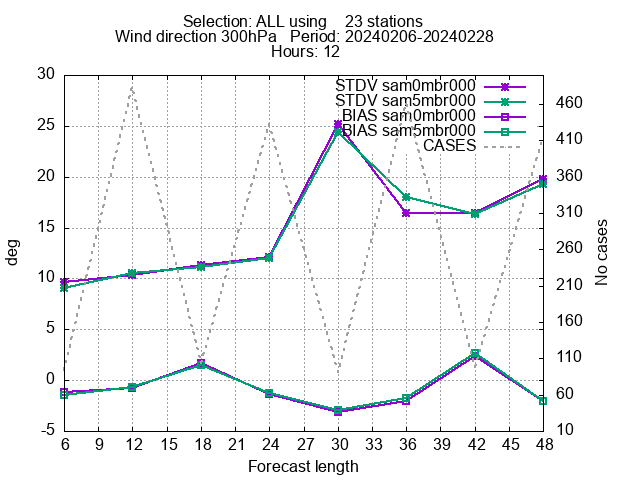 Selection: ALL using 23 stations
Wind direction 300hPa Period: 20240206-20240228
Hours: 12
30
25
20
15
10
5
0
-5
deg
STDV sam0mbr000
STDV sam5mbr000
BIAS sam0mbr000
BIAS sam5mbr000
CASES
460
410
360
310
260
210
160
110
60
10
No cases
6 9 12 15 18 21 24 27 30 33 36 39 42 45 48
Forecast length